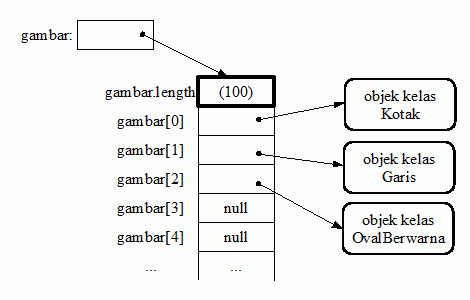 gambar:
gambar.length (100)
gambar[0]
gambar[1]
gambar[2]
gambar[3] null
gambar[4] null
... ...
objek kelas
Kotak
objek kelas
Garis
objek kelas
OvalBerwarna